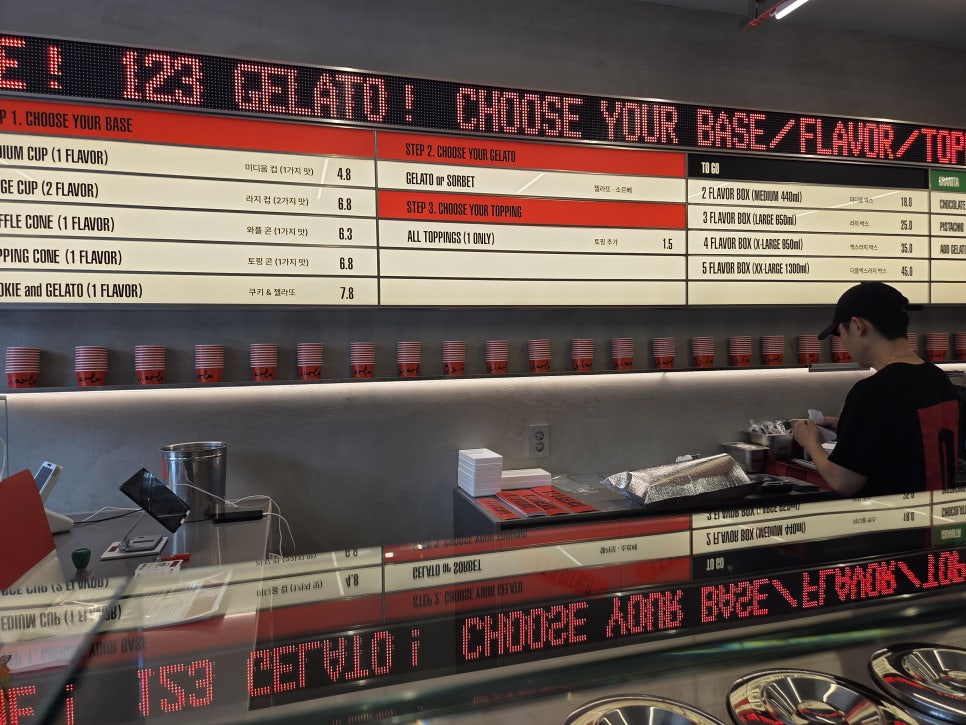 E! 123 GELATO! CHOOSE YOUR BASE/FLAVOR/TOP
P 1. CHOOSE YOUR BASE
DIUM CUP (1 FLAVOR) 미디움 컵 (1가지 맛) 4.8
GE CUP (2 FLAVOR) 라지 컵 (2가지 맛) 6.8
FFLE CONE (1 FLAVOR) 와플 콘 (1가지 맛) 6.3
PPING CONE (1 FLAVOR) 토핑 콘 (1가지 맛) 6.8
OKIE and GELATO (1 FLAVOR) 쿠키 & 젤라또 7.8
STEP 2. CHOOSE YOUR GELATO
GELATO or SORBET 젤라또 · 소르베
STEP 3. CHOOSE YOUR TOPPING
ALL TOPPINGS (1 ONLY) 토핑 추가 1.5
TO GO
2 FLAVOR BOX (MEDIUM 440ml) 미디움 박스 18.0
3 FLAVOR BOX (LARGE 650ml) 라지 박스 25.0
4 FLAVOR BOX (X-LARGE 950ml) 엑스라지 박스 35.0
5 FLAVOR BOX (XX-LARGE 1300ml) 더블엑스라지 박스 45.0
GRANITA
CHOCOLATE
PISTACHIO
ADD GELAT